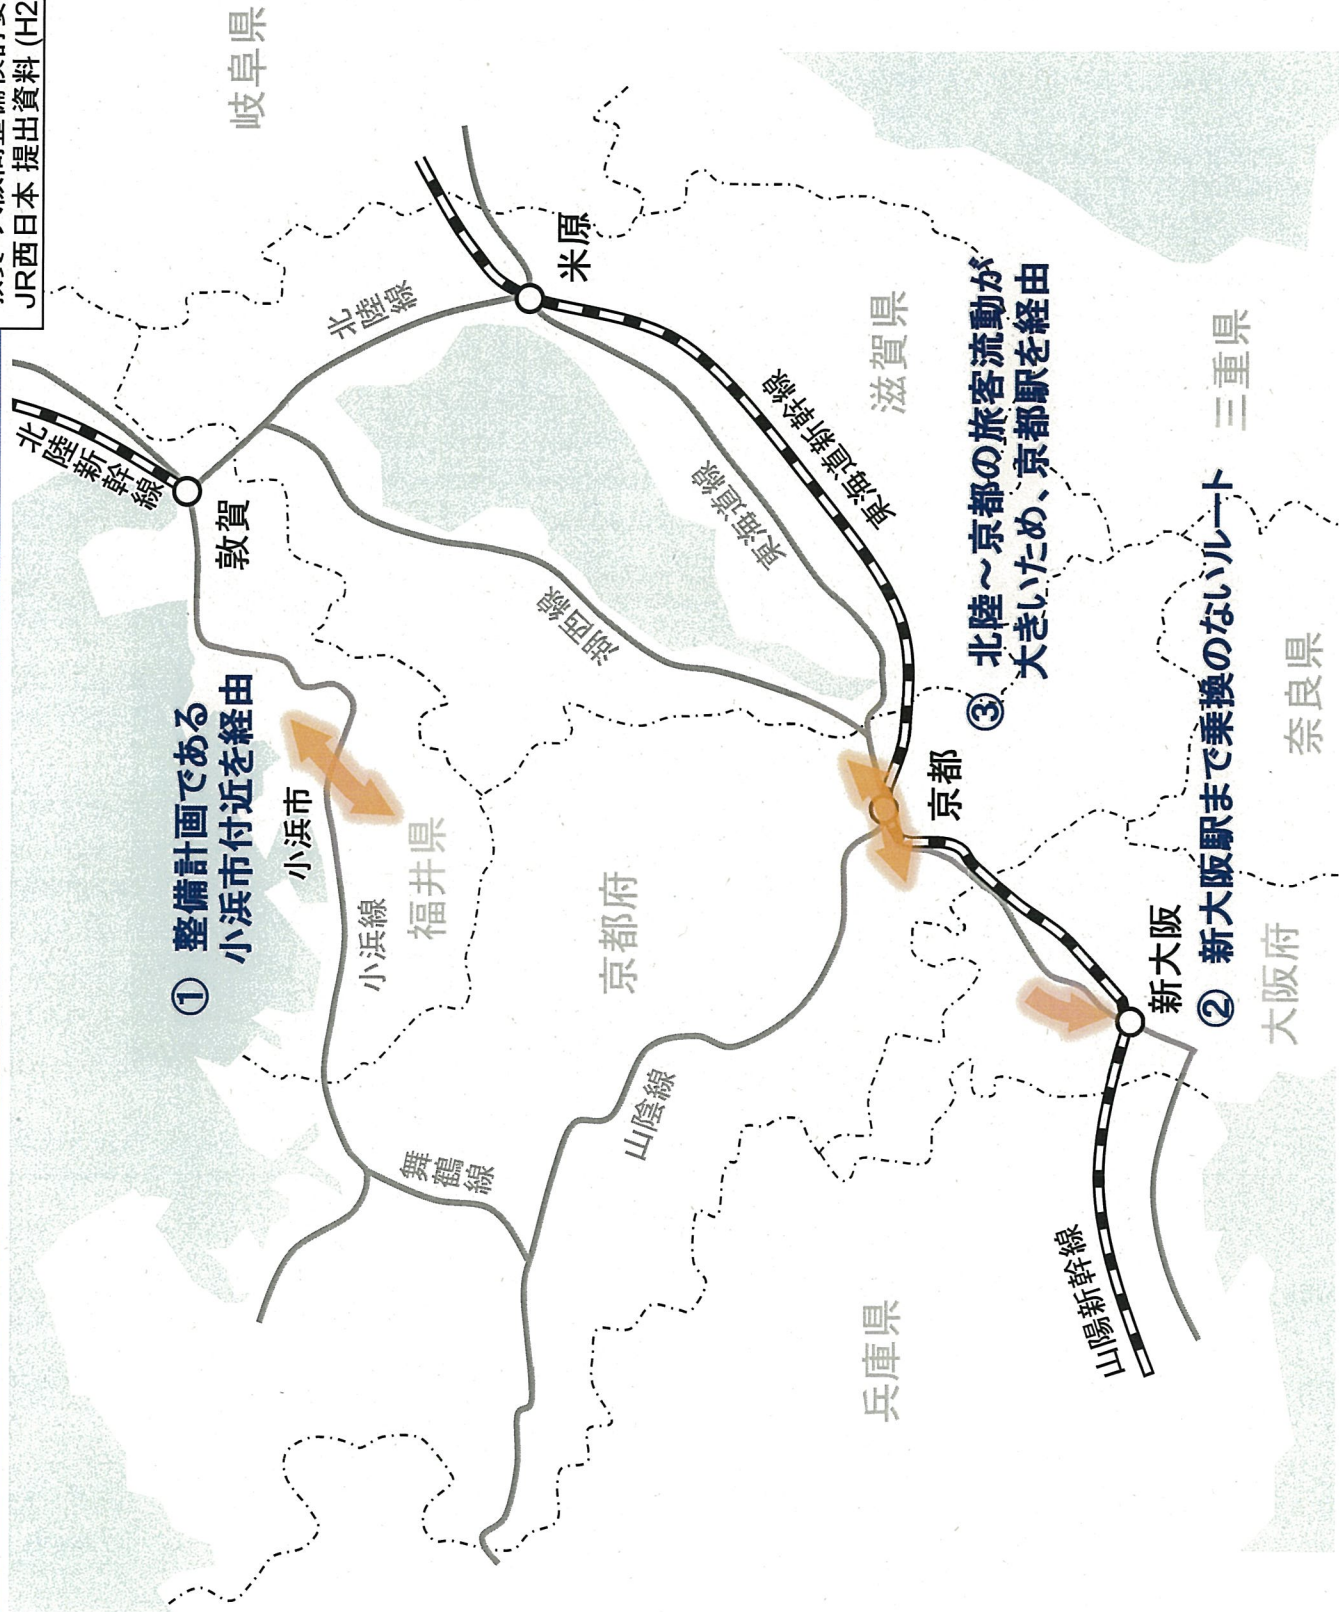 JR西日本 提出資料 (H2
岐阜県
北陸新幹線
敦賀
北陸線
米原
① 整備計画である
小浜市付近を経由
小浜市
小浜線
福井県
湖西線
東海道線
東海道新幹線
滋賀県
③ 北陸～京都の旅客流動が
大きいため、京都駅を経由
三重県
京都府
京都
舞鶴線
山陰線
新大阪
② 新大阪駅まで乗換のないルート
奈良県
大阪府
兵庫県
山陽新幹線